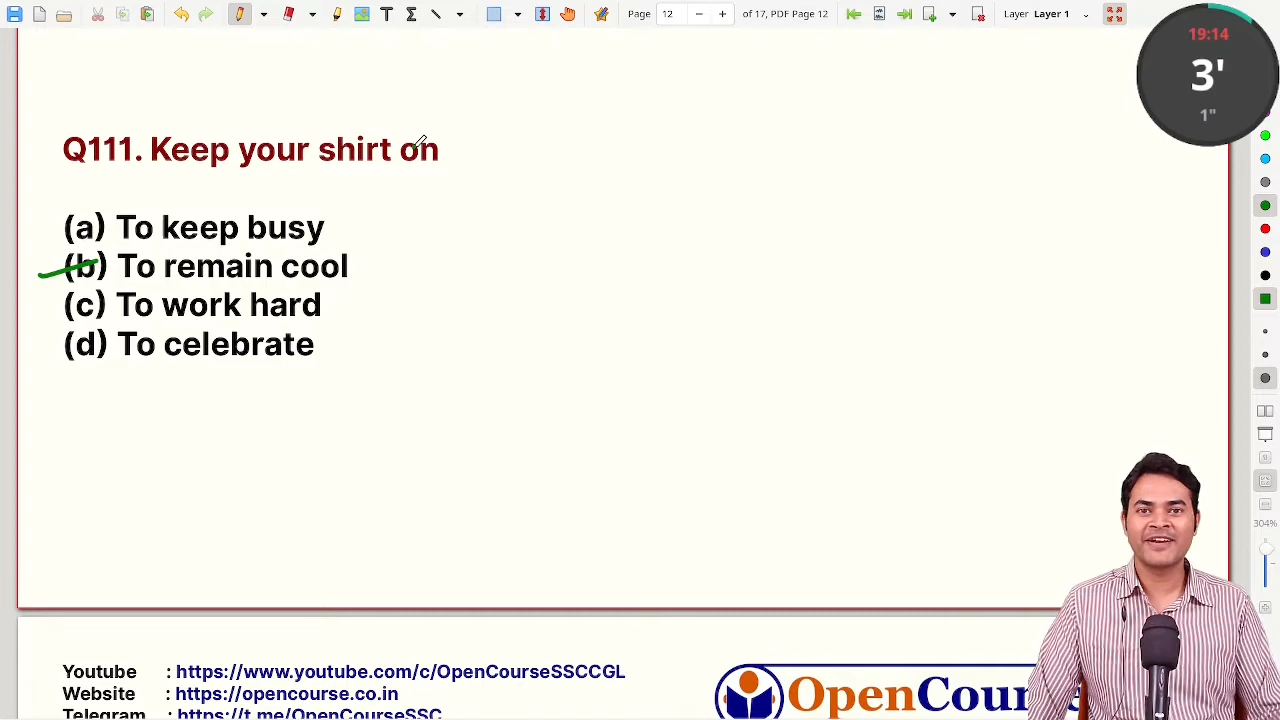 Page 12 of 17, PDF Page 12 Layer Layer 1
19:14
3'
1"
Q111. Keep your shirt on
(a) To keep busy
(b) To remain cool
(c) To work hard
(d) To celebrate
304%
Youtube : https://www.youtube.com/c/OpenCourseSSCCGL
Website : https://opencourse.co.in
Telegram : https://t.me/OpenCourseSSC
OpenCou